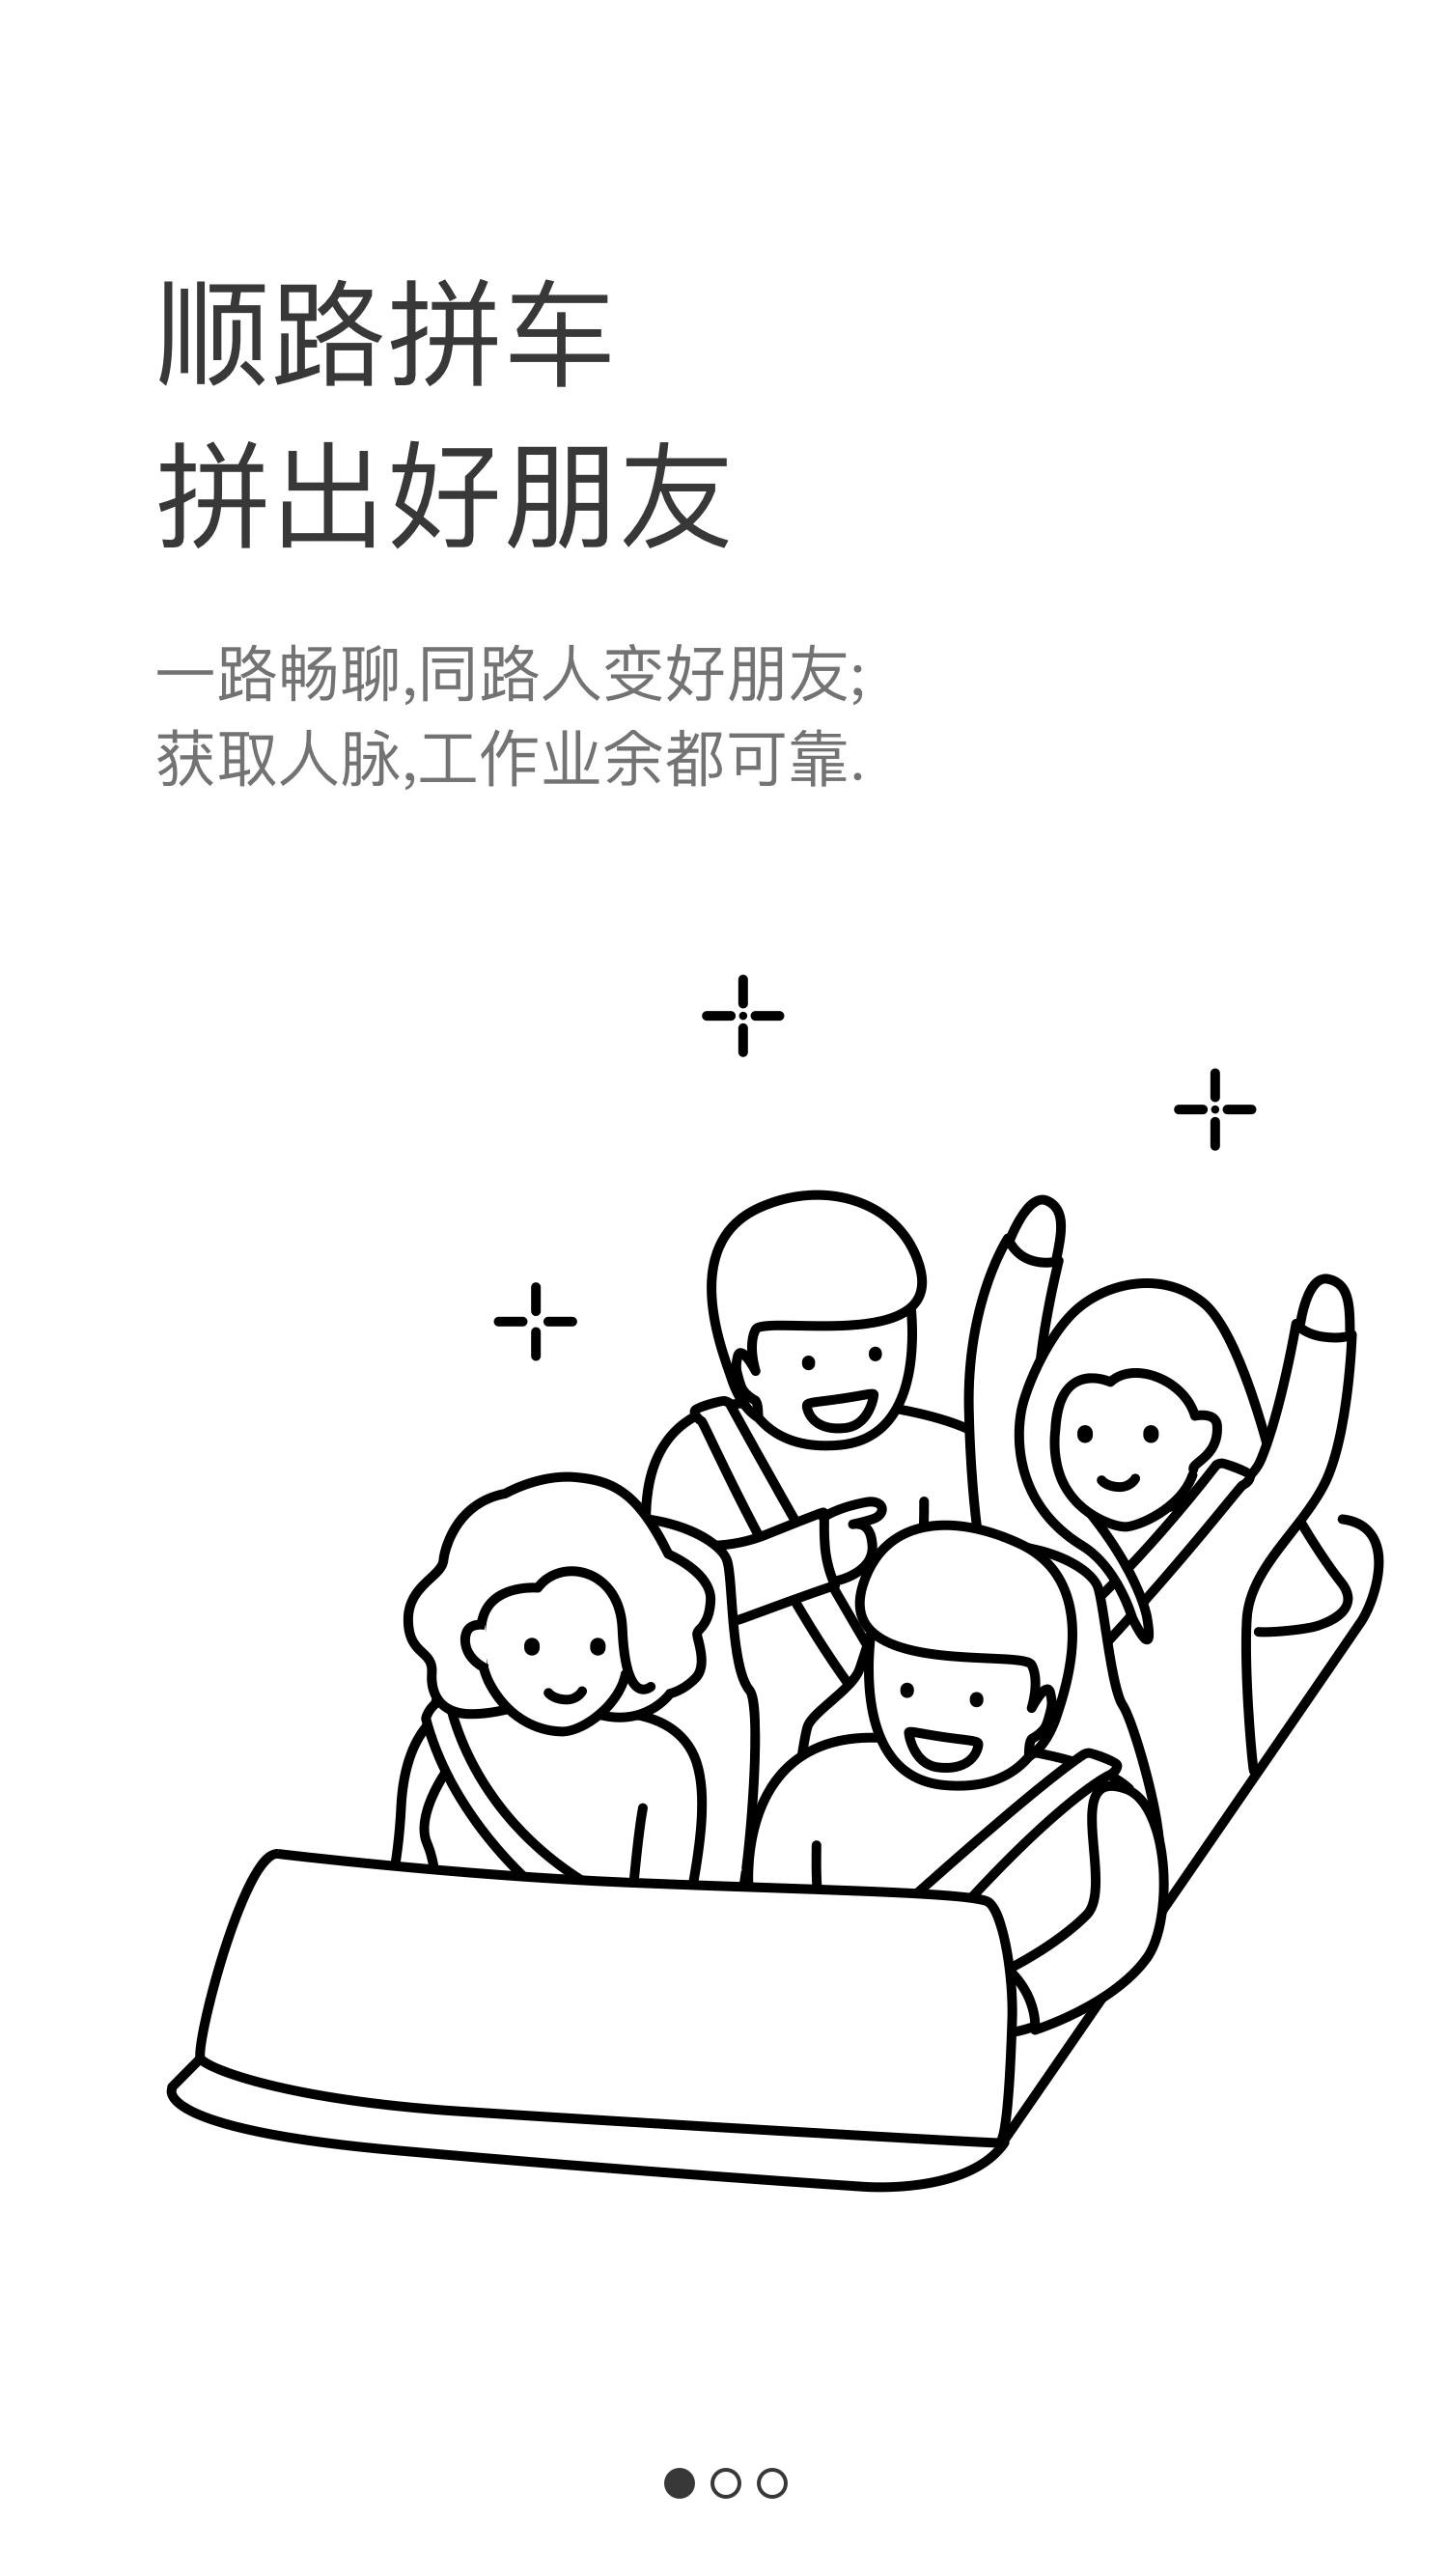 顺路拼车
拼出好朋友
一路畅聊,同路人变好朋友;
获取人脉,工作业余都可靠.